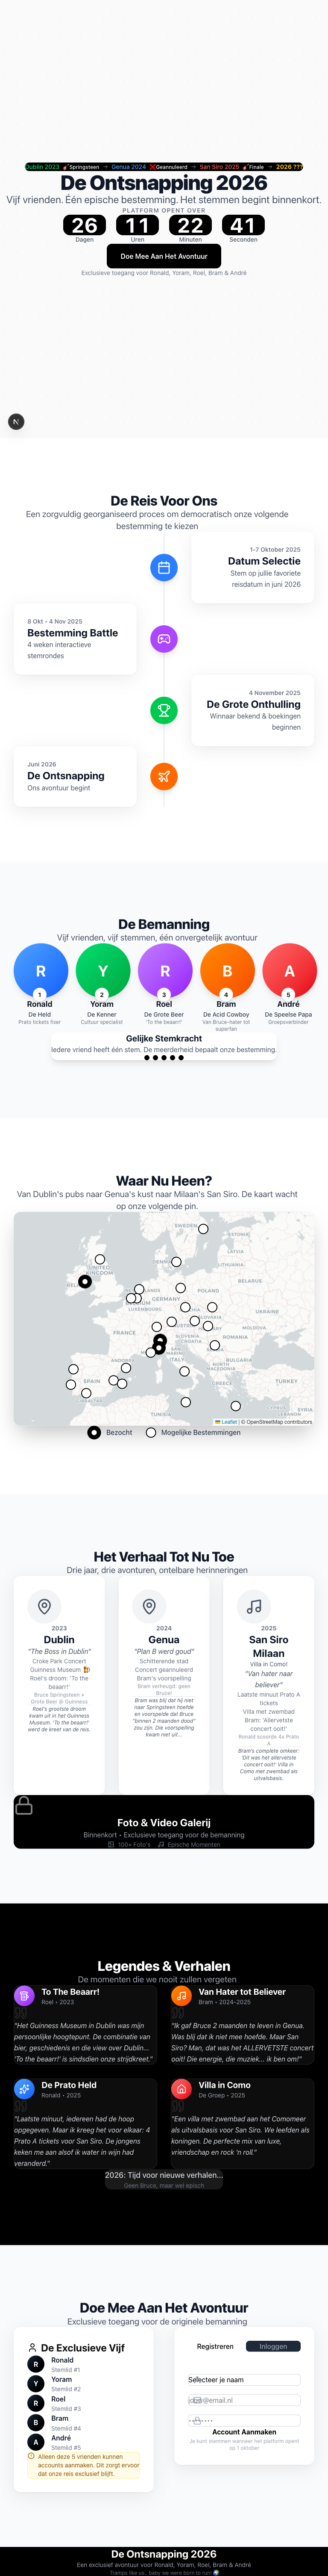 Dublin 2023 🎸Springsteen → Genua 2024 ❌Geannuleerd → San Siro 2025 🎸Finale → 2026 ???
De Ontsnapping 2026
Vijf vrienden. Één epische bestemming. Het verhaal begint opnieuw.
PLATFORM OPENT OVER
26 11 22 41
Dagen Uren Minuten Seconden
Doe Mee Aan Het Avontuur
Exclusieve toegang voor Ronald, Yoram, Roel, Bram & André
N
De Reis Voor Ons
Een zorgvuldig georganiseerd proces om democratisch onze volgende
bestemming te kiezen
1-7 Oktober 2025
Datum Selectie
Stem op jullie favoriete
reisdatum in juni 2026
8 Okt - 4 Nov 2025
Bestemming Battle
4 weken interactieve
stemrondes
4 November 2025
De Grote Onthulling
Winnaar bekend & boekingen
beginnen
Juni 2026
De Ontsnapping
Ons avontuur begint
De Bemanning
Vijf vrienden, vijf stemmen, één onvergetelijk avontuur
R Y R B A
1 2 3 4 5
Ronald Yoram Roel Bram André
De Held De Kenner De Grote Beer De Acid Cowboy De Speelse Papa
Prato tickets fixer Cultuur specialist 'To the beaarr!' Van Bruce-hater tot Groepsverbinder
superfan
Gelijke Stemkracht
Iedere vriend heeft één stem. De meerderheid bepaalt onze bestemming.
Waar Nu Heen?
Van Dublin's pubs naar Genua's kust naar Milaan's San Siro. De kaart wacht
op onze volgende pin.
SWEDEN
ESTONIA
LATVIA
LITHUANIA
UNITED
KINGDOM
BELARUS
POLAND
GERMANY
LUXEMBOURG
UKRAINE
FRANCE
MOLDOVA
SLOVENIA
ROMANIA
ITALY
BULGARIA
NORTH
MACEDONIA
ANDORRA
SPAIN
GREECE
TURKEY
GIBRALTAR
CYPRUS
SYRIA
LEBANON
TUNISIA
Leaflet | © OpenStreetMap contributors
Bezocht Mogelijke Bestemmingen
Het Verhaal Tot Nu Toe
Drie jaar, drie avonturen, ontelbare herinneringen
2023
Dublin
"The Boss in Dublin"
Croke Park Concert
Guinness Museum 🍺
Roel's droom: 'To the
beaarr!'
Bruce Springsteen +
Grote Beer @ Guinness
Roel's grootste droom
kwam uit in het Guinness
Museum. 'To the beaarr!'
werd de kreet van de reis.
2024
Genua
"Plan B werd goud"
Schitterende stad
Concert geannuleerd
Bram's voorspelling
Bram verheugd: geen
Bruce!
Bram was blij dat hij niet
naar Springsteen hoefde
en voorspelde dat Bruce
"binnen 2 maanden dood"
zou zijn. Die voorspelling
kwam niet uit...
2025
San Siro
Milaan
Villa in Como!
"Van hater naar
believer"
Laatste minuut Prato A
tickets
Villa met zwembad
Bram: 'Allervetste
concert ooit!'
Ronald scoorde 4x Prato
A
Bram's complete omkeer:
'Dit was het allervetste
concert ooit!' Villa in
Como met zwembad als
uitvalsbasis.
Foto & Video Galerij
Binnenkort • Exclusieve toegang voor de bemanning
100+ Foto's Epische Momenten
Legendes & Verhalen
De momenten die we nooit zullen vergeten
To The Beaarr!
Roel • 2023
"Het Guinness Museum in Dublin was mijn
persoonlijke hoogtepunt. De combinatie van
bier, geschiedenis en die view over Dublin...
'To the beaarr!' is sindsdien onze strijdkreet."
Van Hater tot Believer
Bram • 2024-2025
"Ik gaf Bruce 2 maanden te leven in Genua.
Was blij dat ik niet mee hoefde. Maar San
Siro? Man, dat was het ALLERVETSTE concert
ooit! Die energie, die muziek... ik ben om!"
De Prato Held
Ronald • 2025
"Laatste minuut, iedereen had de hoop
opgegeven. Maar ik kreeg het voor elkaar: 4
Prato A tickets voor San Siro. De jongens
keken me aan alsof ik water in wijn had
veranderd."
Villa in Como
De Groep • 2025
"Een villa met zwembad aan het Comomeer
als uitvalsbasis voor San Siro. We leefden als
koningen. De perfecte mix van luxe,
vriendschap en rock 'n roll."
2026: Tijd voor nieuwe verhalen...
Geen Bruce, maar wel episch
Doe Mee Aan Het Avontuur
Exclusieve toegang voor de originele bemanning
De Exclusieve Vijf
R Ronald
Stemlid #1
Y Yoram
Stemlid #2
R Roel
Stemlid #3
B Bram
Stemlid #4
A André
Stemlid #5
Alleen deze 5 vrienden kunnen
accounts aanmaken. Dit zorgt ervoor
dat onze reis exclusief blijft.
Registreren Inloggen
Selecteer je naam
jouw@email.nl
••••••••
Account Aanmaken
Je kunt stemmen wanneer het platform opent
op 1 oktober
De Ontsnapping 2026
Een exclusief avontuur voor Ronald, Yoram, Roel, Bram & André
Tramps like us... baby we were born to run! 🌍